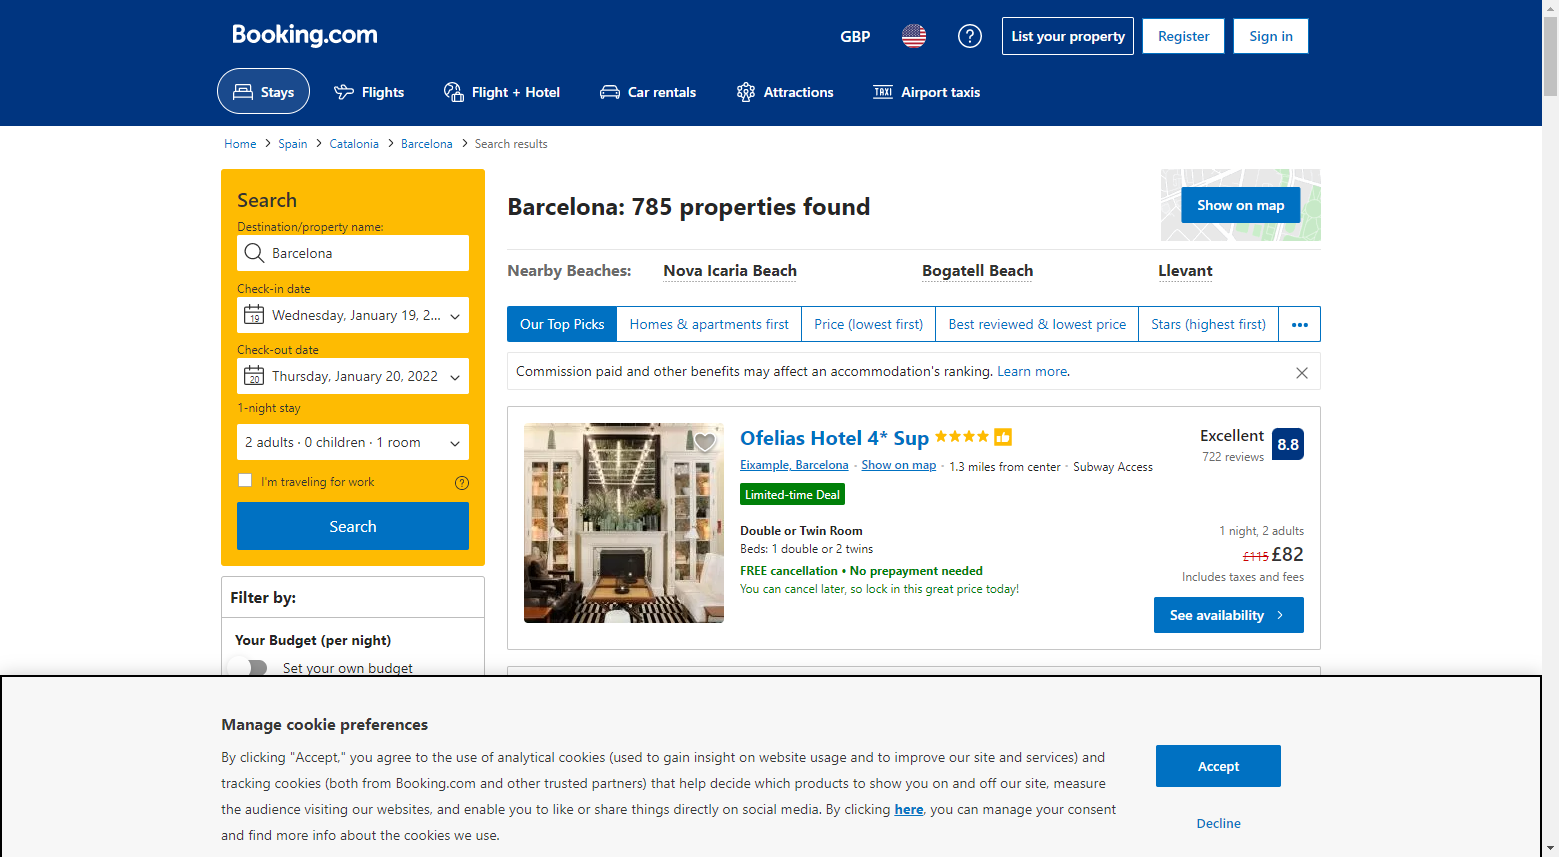 Booking.com
GBP
List your property
Register
Sign in
Stays
Flights
Flight + Hotel
Car rentals
Attractions
TAXI Airport taxis
Home > Spain > Catalonia > Barcelona > Search results
Search
Destination/property name:
Barcelona
Check-in date
19 Wednesday, January 19, 2...
Check-out date
20 Thursday, January 20, 2022
1-night stay
2 adults · 0 children · 1 room
I'm traveling for work
Search
Filter by:
Your Budget (per night)
Set your own budget
Barcelona: 785 properties found
Show on map
Nearby Beaches: Nova Icaria Beach Bogatell Beach Llevant
Our Top Picks
Homes & apartments first
Price (lowest first)
Best reviewed & lowest price
Stars (highest first)
Commission paid and other benefits may affect an accommodation's ranking. Learn more.
Ofelias Hotel 4* Sup
Eixample, Barcelona · Show on map · 1.3 miles from center · Subway Access
Limited-time Deal
Excellent 8.8
722 reviews
Double or Twin Room
Beds: 1 double or 2 twins
FREE cancellation • No prepayment needed
You can cancel later, so lock in this great price today!
1 night, 2 adults
£115 £82
Includes taxes and fees
See availability
Manage cookie preferences
By clicking "Accept," you agree to the use of analytical cookies (used to gain insight on website usage and to improve our site and services) and
tracking cookies (both from Booking.com and other trusted partners) that help decide which products to show you on and off our site, measure
the audience visiting our websites, and enable you to like or share things directly on social media. By clicking here, you can manage your consent
and find more info about the cookies we use.
Accept
Decline